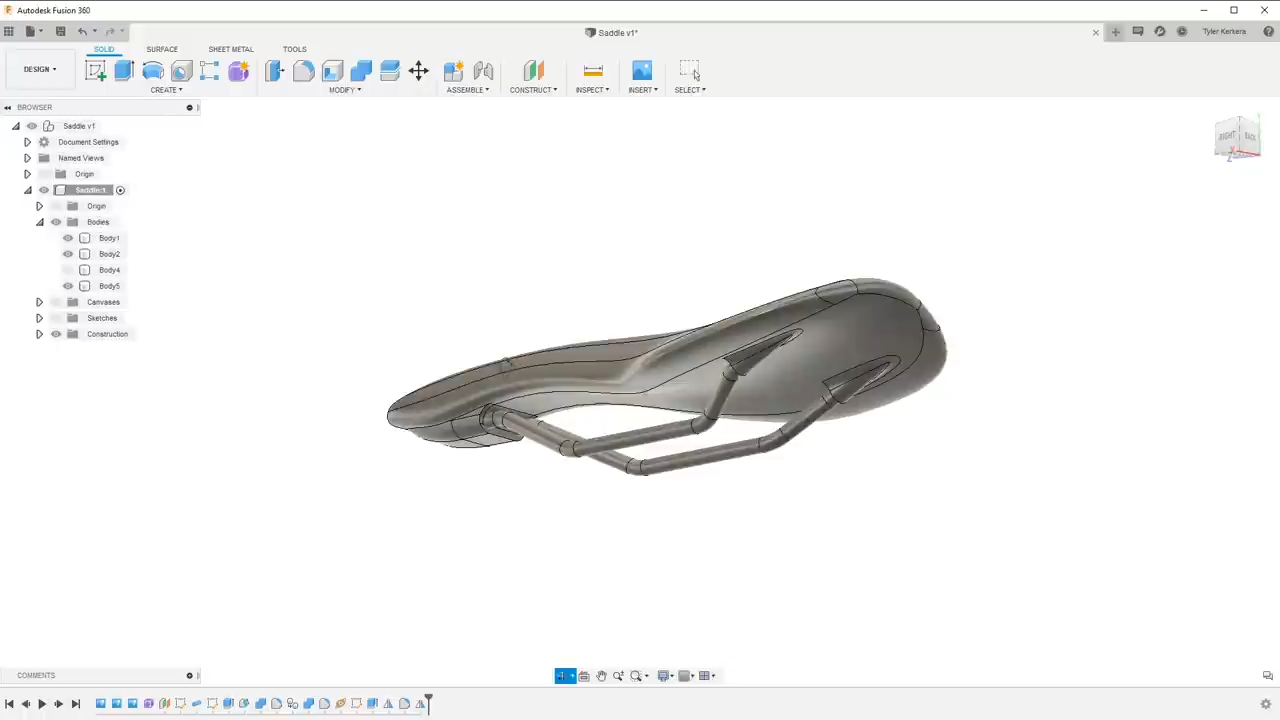 Autodesk Fusion 360
Saddle v1*
Tyler Kerkera
SOLID
SURFACE
SHEET METAL
TOOLS
DESIGN
CREATE
MODIFY
ASSEMBLE
CONSTRUCT
INSPECT
INSERT
SELECT
BROWSER
RIGHT
BACK
Saddle v1
Document Settings
Named Views
Origin
Saddle:1
Origin
Bodies
Body1
Body2
Body4
Body5
Canvases
Sketches
Construction
X
Z
COMMENTS